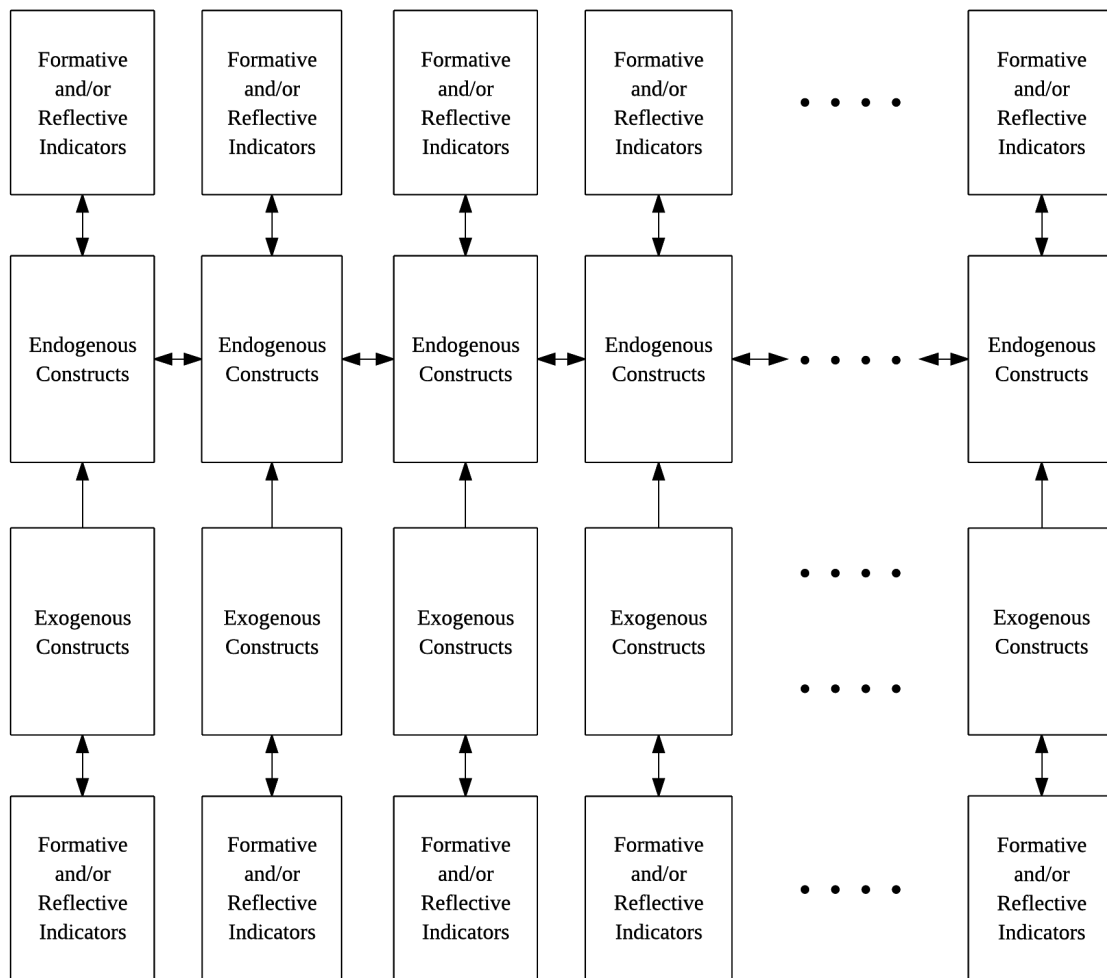 Formative
and/or
Reflective
Indicators
Formative
and/or
Reflective
Indicators
Formative
and/or
Reflective
Indicators
Formative
and/or
Reflective
Indicators
Formative
and/or
Reflective
Indicators
Endogenous
Constructs
Endogenous
Constructs
Endogenous
Constructs
Endogenous
Constructs
Endogenous
Constructs
Exogenous
Constructs
Exogenous
Constructs
Exogenous
Constructs
Exogenous
Constructs
Exogenous
Constructs
Formative
and/or
Reflective
Indicators
Formative
and/or
Reflective
Indicators
Formative
and/or
Reflective
Indicators
Formative
and/or
Reflective
Indicators
Formative
and/or
Reflective
Indicators